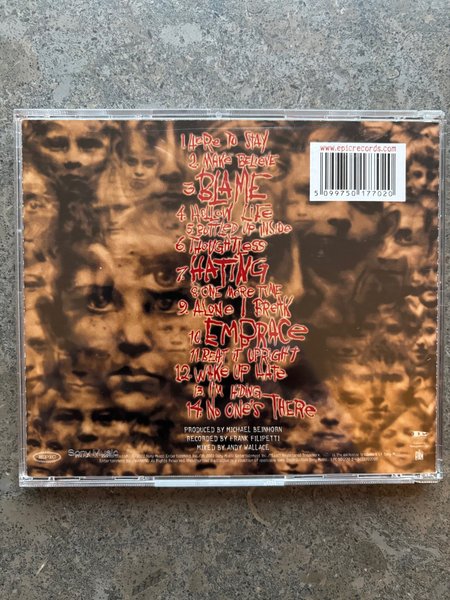 1. HERE TO STAY
2. MAKE BELIEVE
3. BLAME
4. HOLLOW LIFE
5. BOTTLED UP INSIDE
6. THOUGHTLESS
7. HATING
8. ONE MORE TIME
9. ALONE I BREAK
10. EMBRACE
11. BEAT IT UPRIGHT
12. WAKE UP HATE
13. I'M HIDING
14. NO ONE'S THERE
www.epicrecords.com
5 099750 177020
PRODUCED BY MICHAEL BEINHORN
RECORDED BY FRANK FILIPETTI
MIXED BY ANDY WALLACE
epic
Sony Music